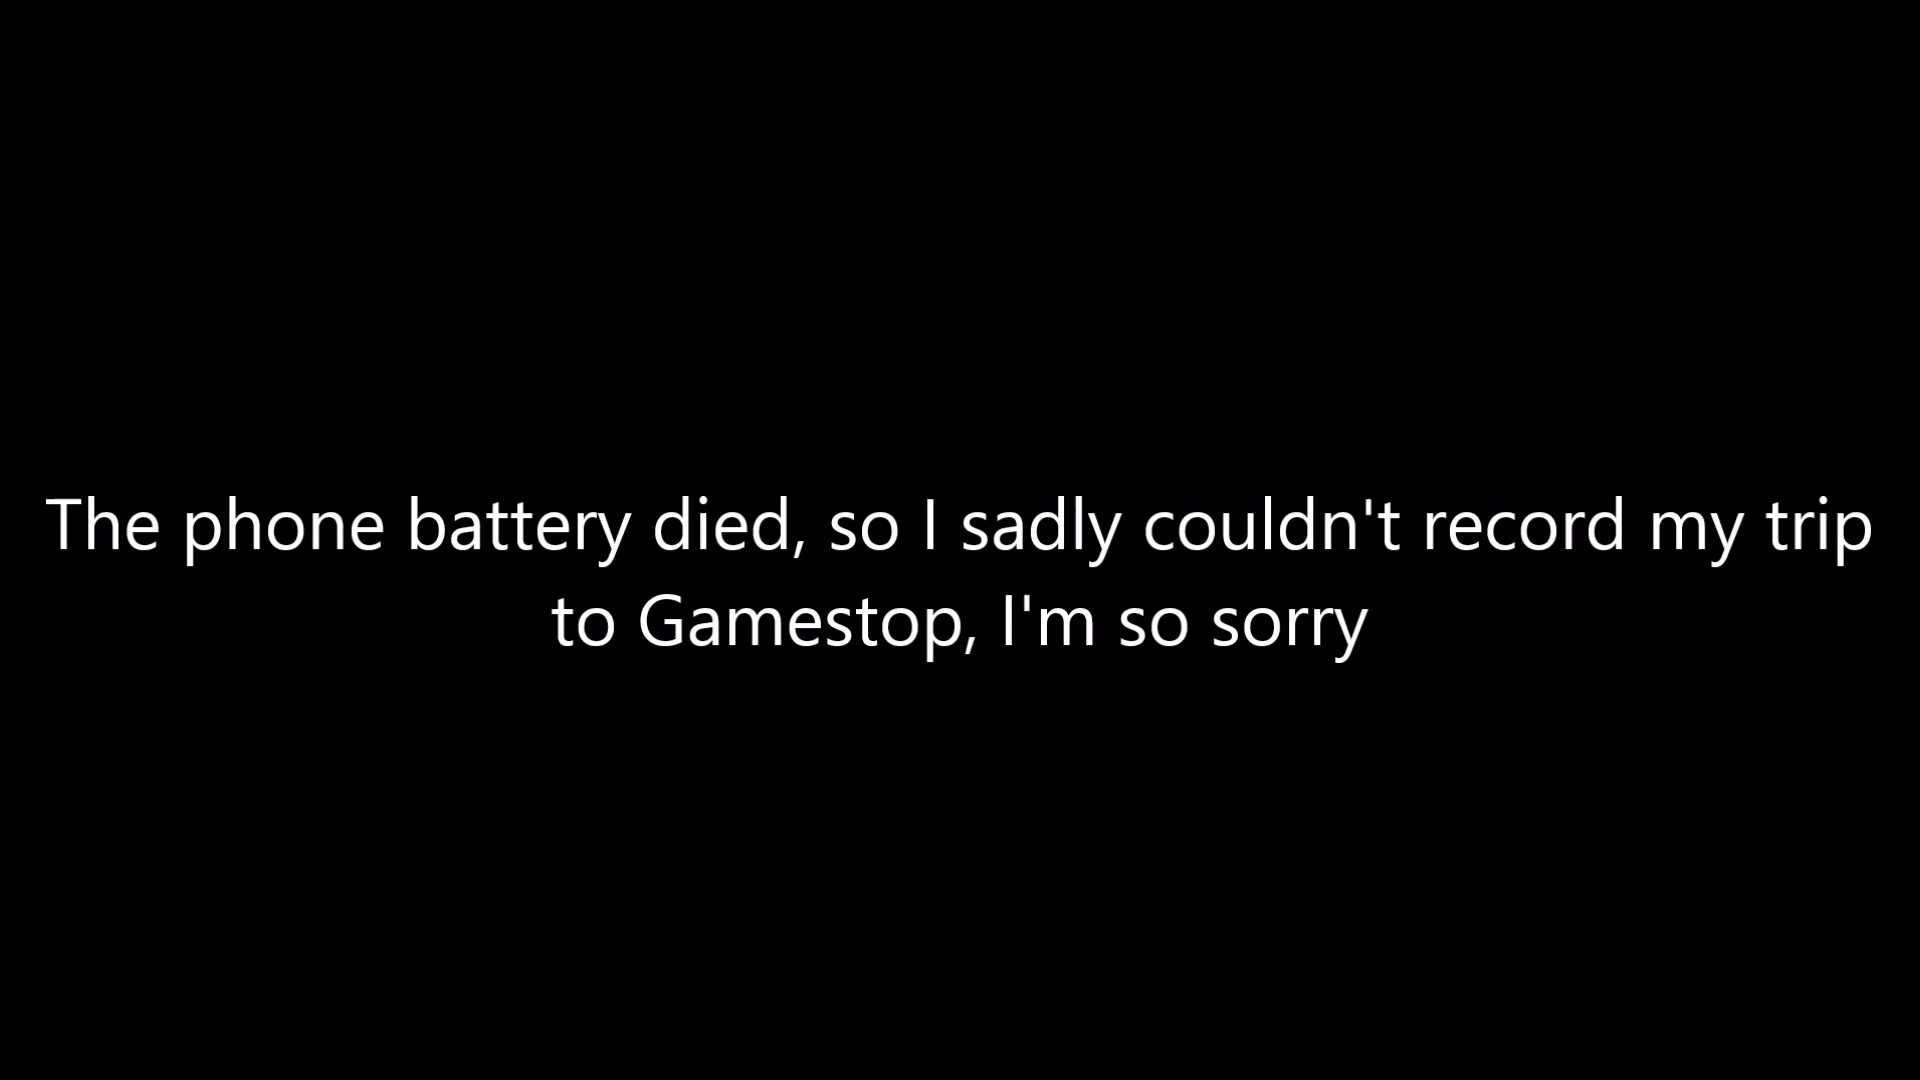 The phone battery died, so I sadly couldn't record my trip
to Gamestop, I'm so sorry